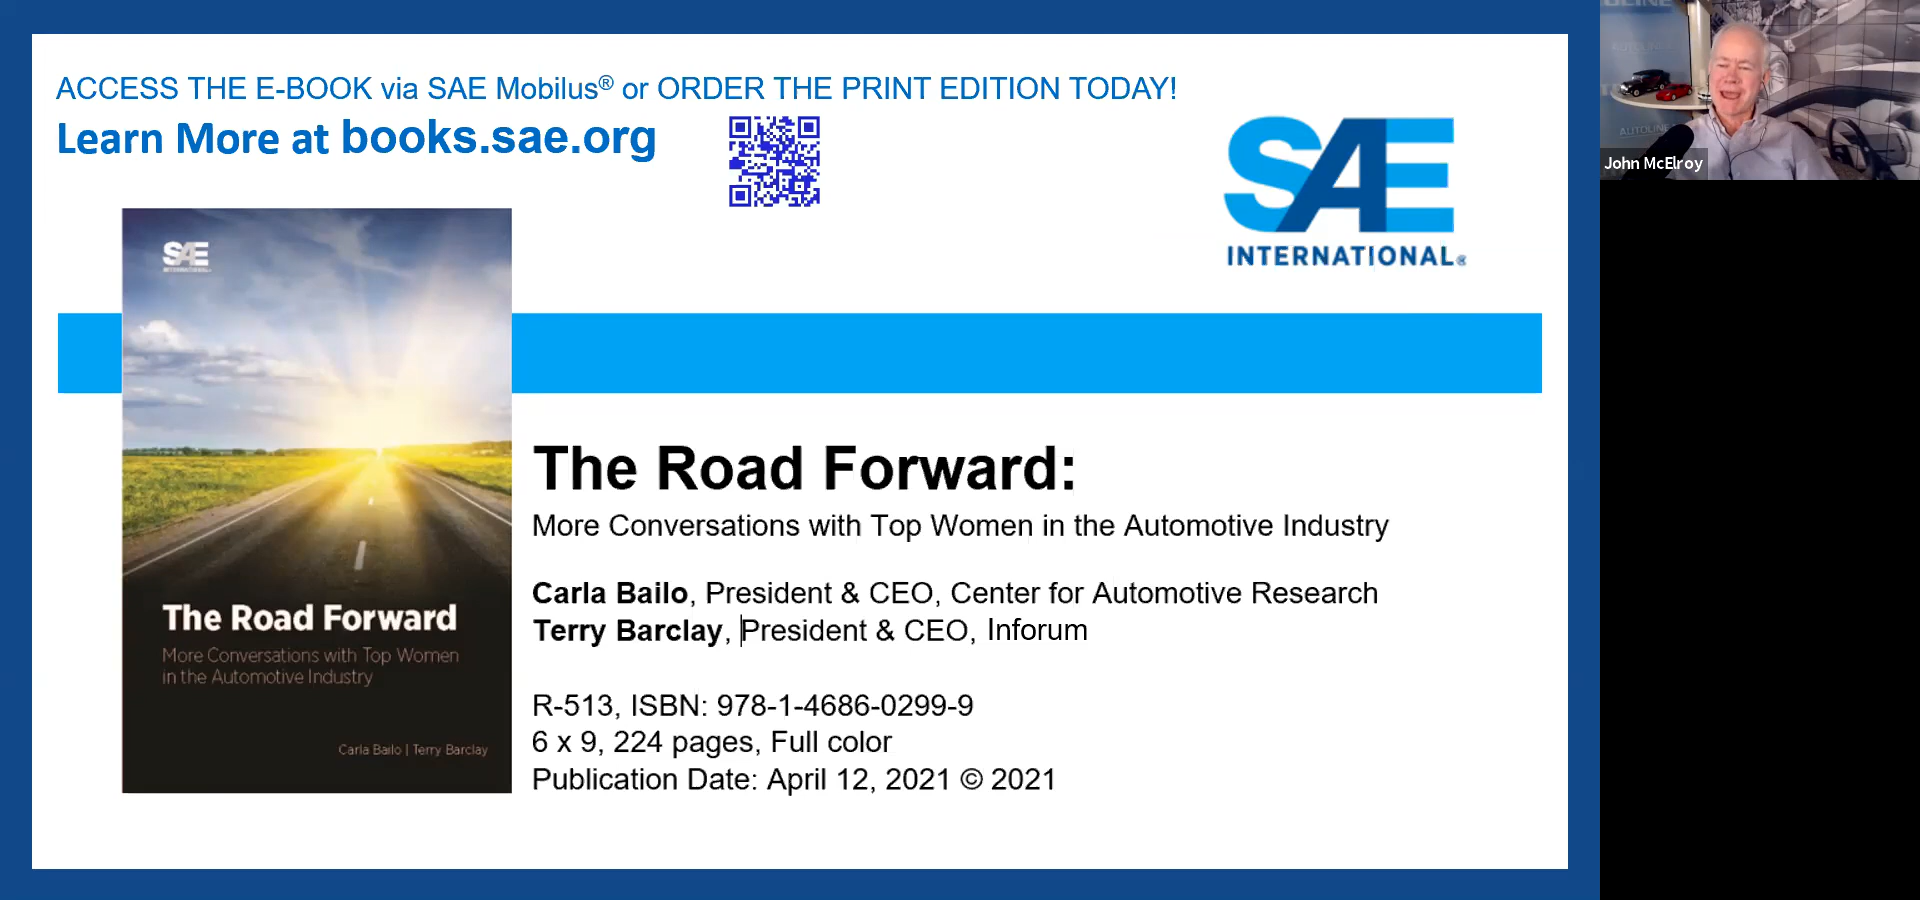 ACCESS THE E-BOOK via SAE Mobilus® or ORDER THE PRINT EDITION TODAY!
Learn More at books.sae.org
SAE
INTERNATIONAL®
SAE
INTERNATIONAL
The Road Forward
More Conversations with Top Women
in the Automotive Industry
Carla Bailo | Terry Barclay
The Road Forward:
More Conversations with Top Women in the Automotive Industry
Carla Bailo, President & CEO, Center for Automotive Research
Terry Barclay, President & CEO, Inforum
R-513, ISBN: 978-1-4686-0299-9
6 x 9, 224 pages, Full color
Publication Date: April 12, 2021 © 2021
AUTOLINE
AUTOLINE
John McElroy